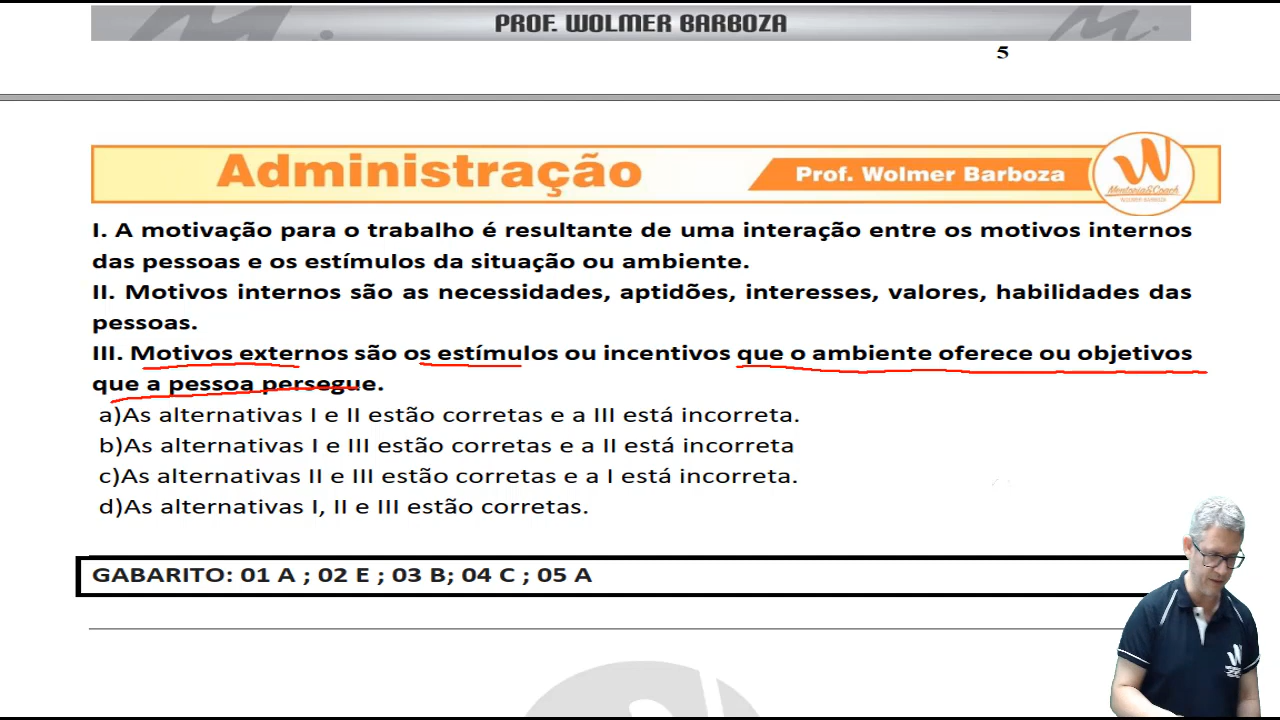 PROF. WOLMER BARBOZA
5
Administração
Prof. Wolmer Barboza
Mentoria&Coach
WOLMER BARBOZA
I. A motivação para o trabalho é resultante de uma interação entre os motivos internos
das pessoas e os estímulos da situação ou ambiente.
II. Motivos internos são as necessidades, aptidões, interesses, valores, habilidades das
pessoas.
III. Motivos externos são os estímulos ou incentivos que o ambiente oferece ou objetivos
que a pessoa persegue.
a)As alternativas I e II estão corretas e a III está incorreta.
b)As alternativas I e III estão corretas e a II está incorreta
c)As alternativas II e III estão corretas e a I está incorreta.
d)As alternativas I, II e III estão corretas.
GABARITO: 01 A ; 02 E ; 03 B; 04 C ; 05 A